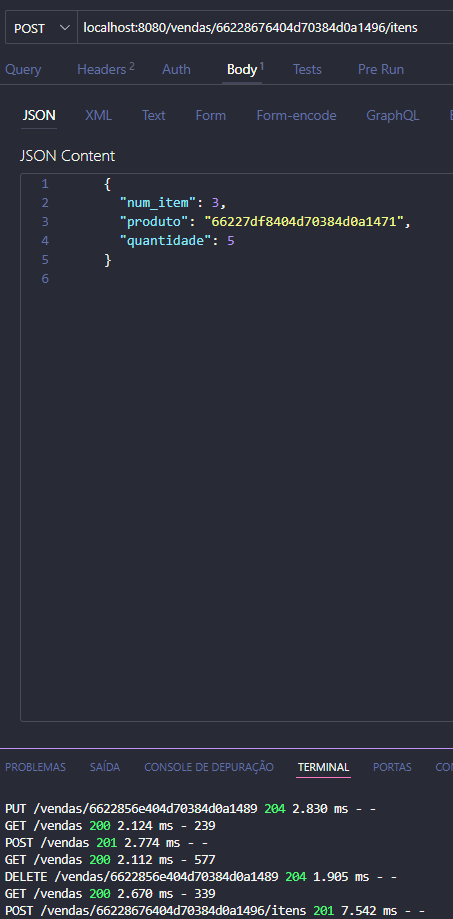 POST localhost:8080/vendas/66228676404d70384d0a1496/itens
Query Headers 2 Auth Body 1 Tests Pre Run
JSON XML Text Form Form-encode GraphQL
JSON Content
1 {
2 "num_item": 3,
3 "produto": "66227df8404d70384d0a1471",
4 "quantidade": 5
5 }
6
PROBLEMAS SAÍDA CONSOLE DE DEPURAÇÃO TERMINAL PORTAS CO
PUT /vendas/6622856e404d70384d0a1489 204 2.830 ms - -
GET /vendas 200 2.124 ms - 239
POST /vendas 201 2.774 ms - -
GET /vendas 200 2.112 ms - 577
DELETE /vendas/6622856e404d70384d0a1489 204 1.905 ms - -
GET /vendas 200 2.670 ms - 339
POST /vendas/66228676404d70384d0a1496/itens 201 7.542 ms - -